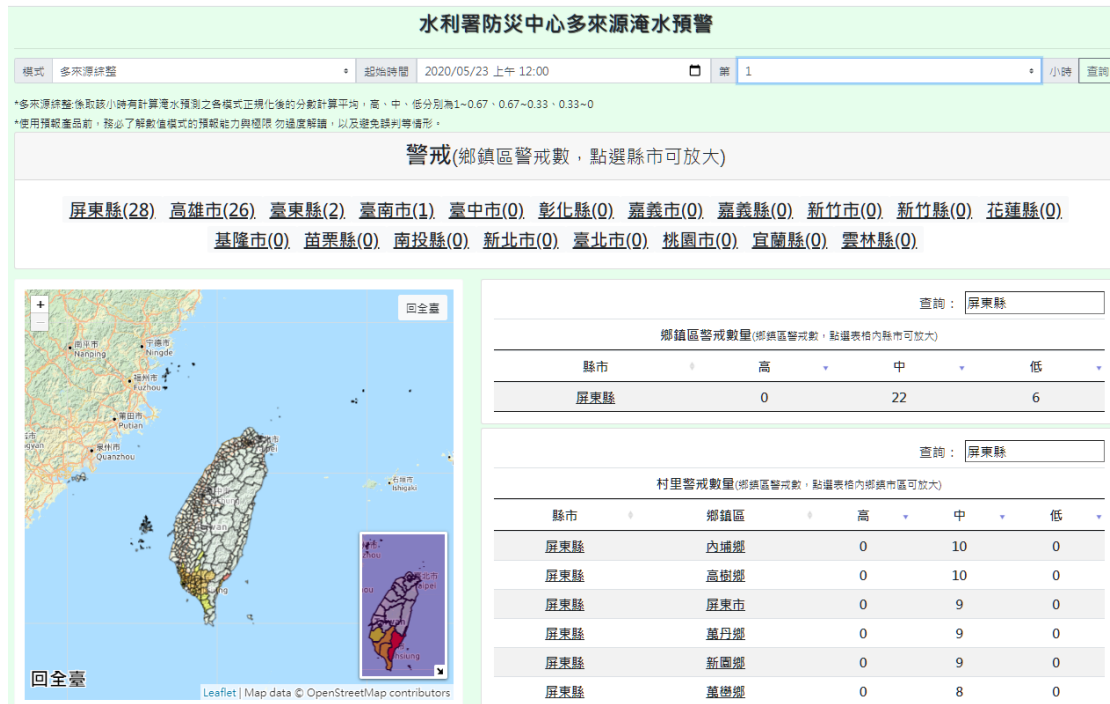 水利署防災中心多來源淹水預警
模式 多來源綜整 起始時間 2020/05/23 上午 12:00 第 1 小時 查詢
*多來源綜整:係取該小時有計算淹水預測之各模式正規化後的分數計算平均，高、中、低分別為1~0.67、0.67~0.33、0.33~0
*使用預報產品前，務必了解數值模式的預報能力與極限 勿過度解讀，以及避免誤判等情形。
警戒(鄉鎮區警戒數，點選縣市可放大)
屏東縣(28) 高雄市(26) 臺東縣(2) 臺南市(1) 臺中市(0) 彰化縣(0) 嘉義市(0) 嘉義縣(0) 新竹市(0) 新竹縣(0) 花蓮縣(0)
基隆市(0) 苗栗縣(0) 南投縣(0) 新北市(0) 臺北市(0) 桃園市(0) 宜蘭縣(0) 雲林縣(0)
+
−
回全臺
南平市
Nanping
宁德市
Ningde
福州市
Fuzhou
莆田市
Putian
泉州市
Quanzhou
石垣市
Ishigaki
回全臺
Leaflet | Map data © OpenStreetMap contributors
查詢： 屏東縣
鄉鎮區警戒數量(鄉鎮區警戒數，點選表格內縣市可放大)
縣市 高 中 低
屏東縣 0 22 6
查詢： 屏東縣
村里警戒數量(鄉鎮區警戒數，點選表格內鄉鎮市區可放大)
縣市 鄉鎮區 高 中 低
屏東縣 內埔鄉 0 10 0
屏東縣 高樹鄉 0 10 0
屏東縣 屏東市 0 9 0
屏東縣 萬丹鄉 0 9 0
屏東縣 新園鄉 0 9 0
屏東縣 萬巒鄉 0 8 0